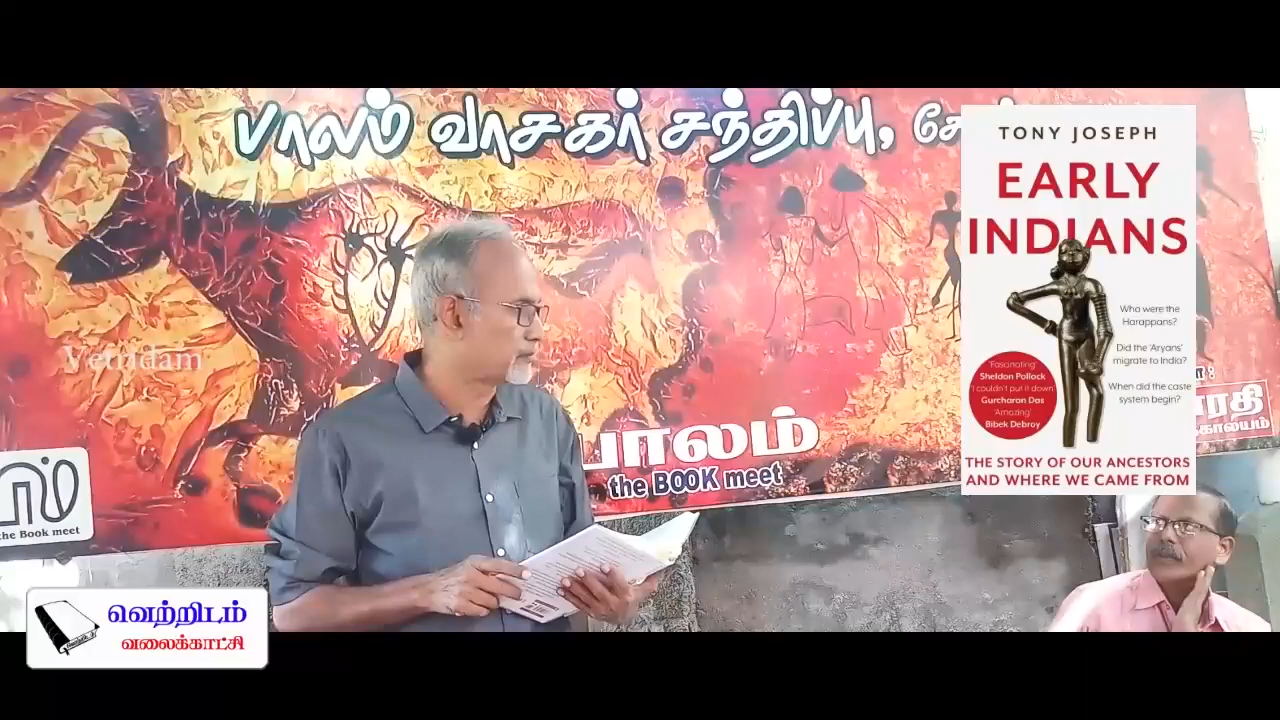 பாலம் வாசகர் சந்திப்பு,
TONY JOSEPH
EARLY
INDIANS
Who were the
Harappans?
Did the 'Aryans'
migrate to India?
When did the caste
system begin?
'Fascinating'
Sheldon Pollock
'I couldn't put it down'
Gurcharan Das
'Amazing'
Bibek Debroy
THE STORY OF OUR ANCESTORS
AND WHERE WE CAME FROM
Vetridam
பாலம்
the BOOK meet
the Book meet
வெற்றிடம்
வலைக்காட்சி